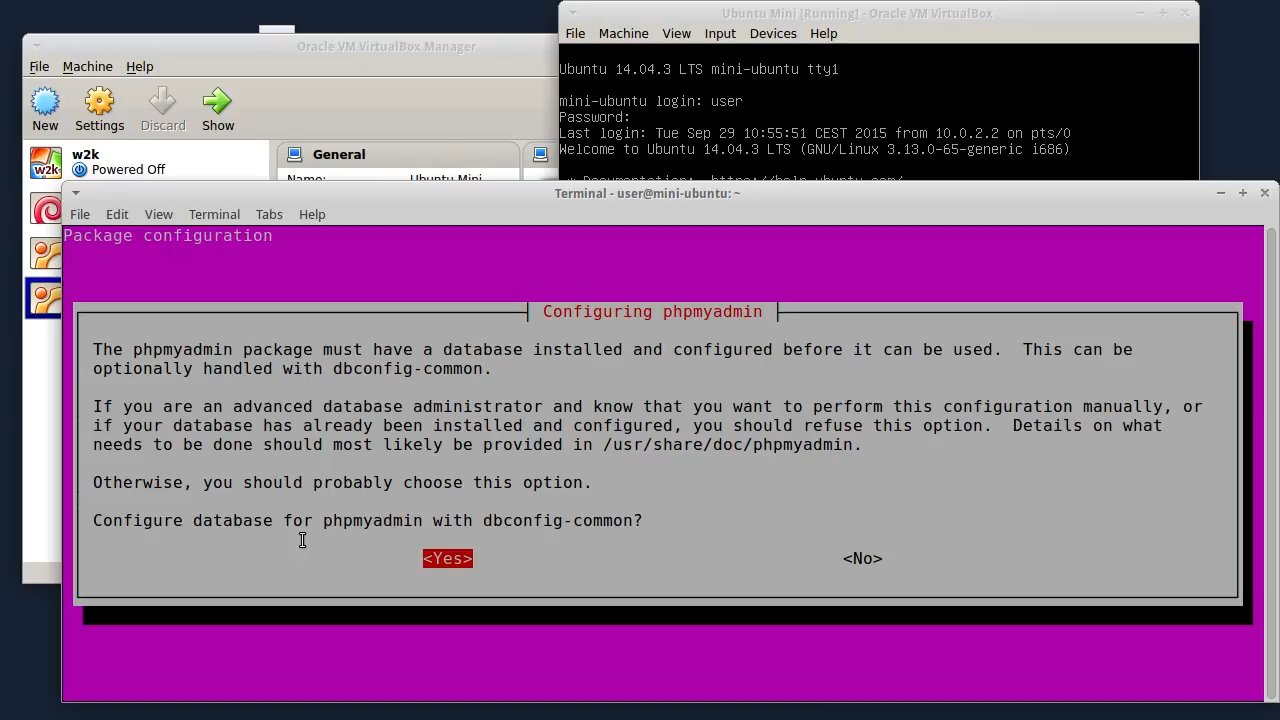 Oracle VM VirtualBox Manager
File Machine Help
New Settings Discard Show
w2k
w2k
Powered Off
General
Name: Ubuntu Mini
Ubuntu Mini [Running] - Oracle VM VirtualBox
File Machine View Input Devices Help
Ubuntu 14.04.3 LTS mini-ubuntu tty1
mini-ubuntu login: user
Password:
Last login: Tue Sep 29 10:55:51 CEST 2015 from 10.0.2.2 on pts/0
Welcome to Ubuntu 14.04.3 LTS (GNU/Linux 3.13.0-65-generic i686)
* Documentation: https://help.ubuntu.com/
Terminal - user@mini-ubuntu: ~
File Edit View Terminal Tabs Help
Package configuration
Configuring phpmyadmin
The phpmyadmin package must have a database installed and configured before it can be used. This can be
optionally handled with dbconfig-common.
If you are an advanced database administrator and know that you want to perform this configuration manually, or
if your database has already been installed and configured, you should refuse this option. Details on what
needs to be done should most likely be provided in /usr/share/doc/phpmyadmin.
Otherwise, you should probably choose this option.
Configure database for phpmyadmin with dbconfig-common?
<Yes> <No>